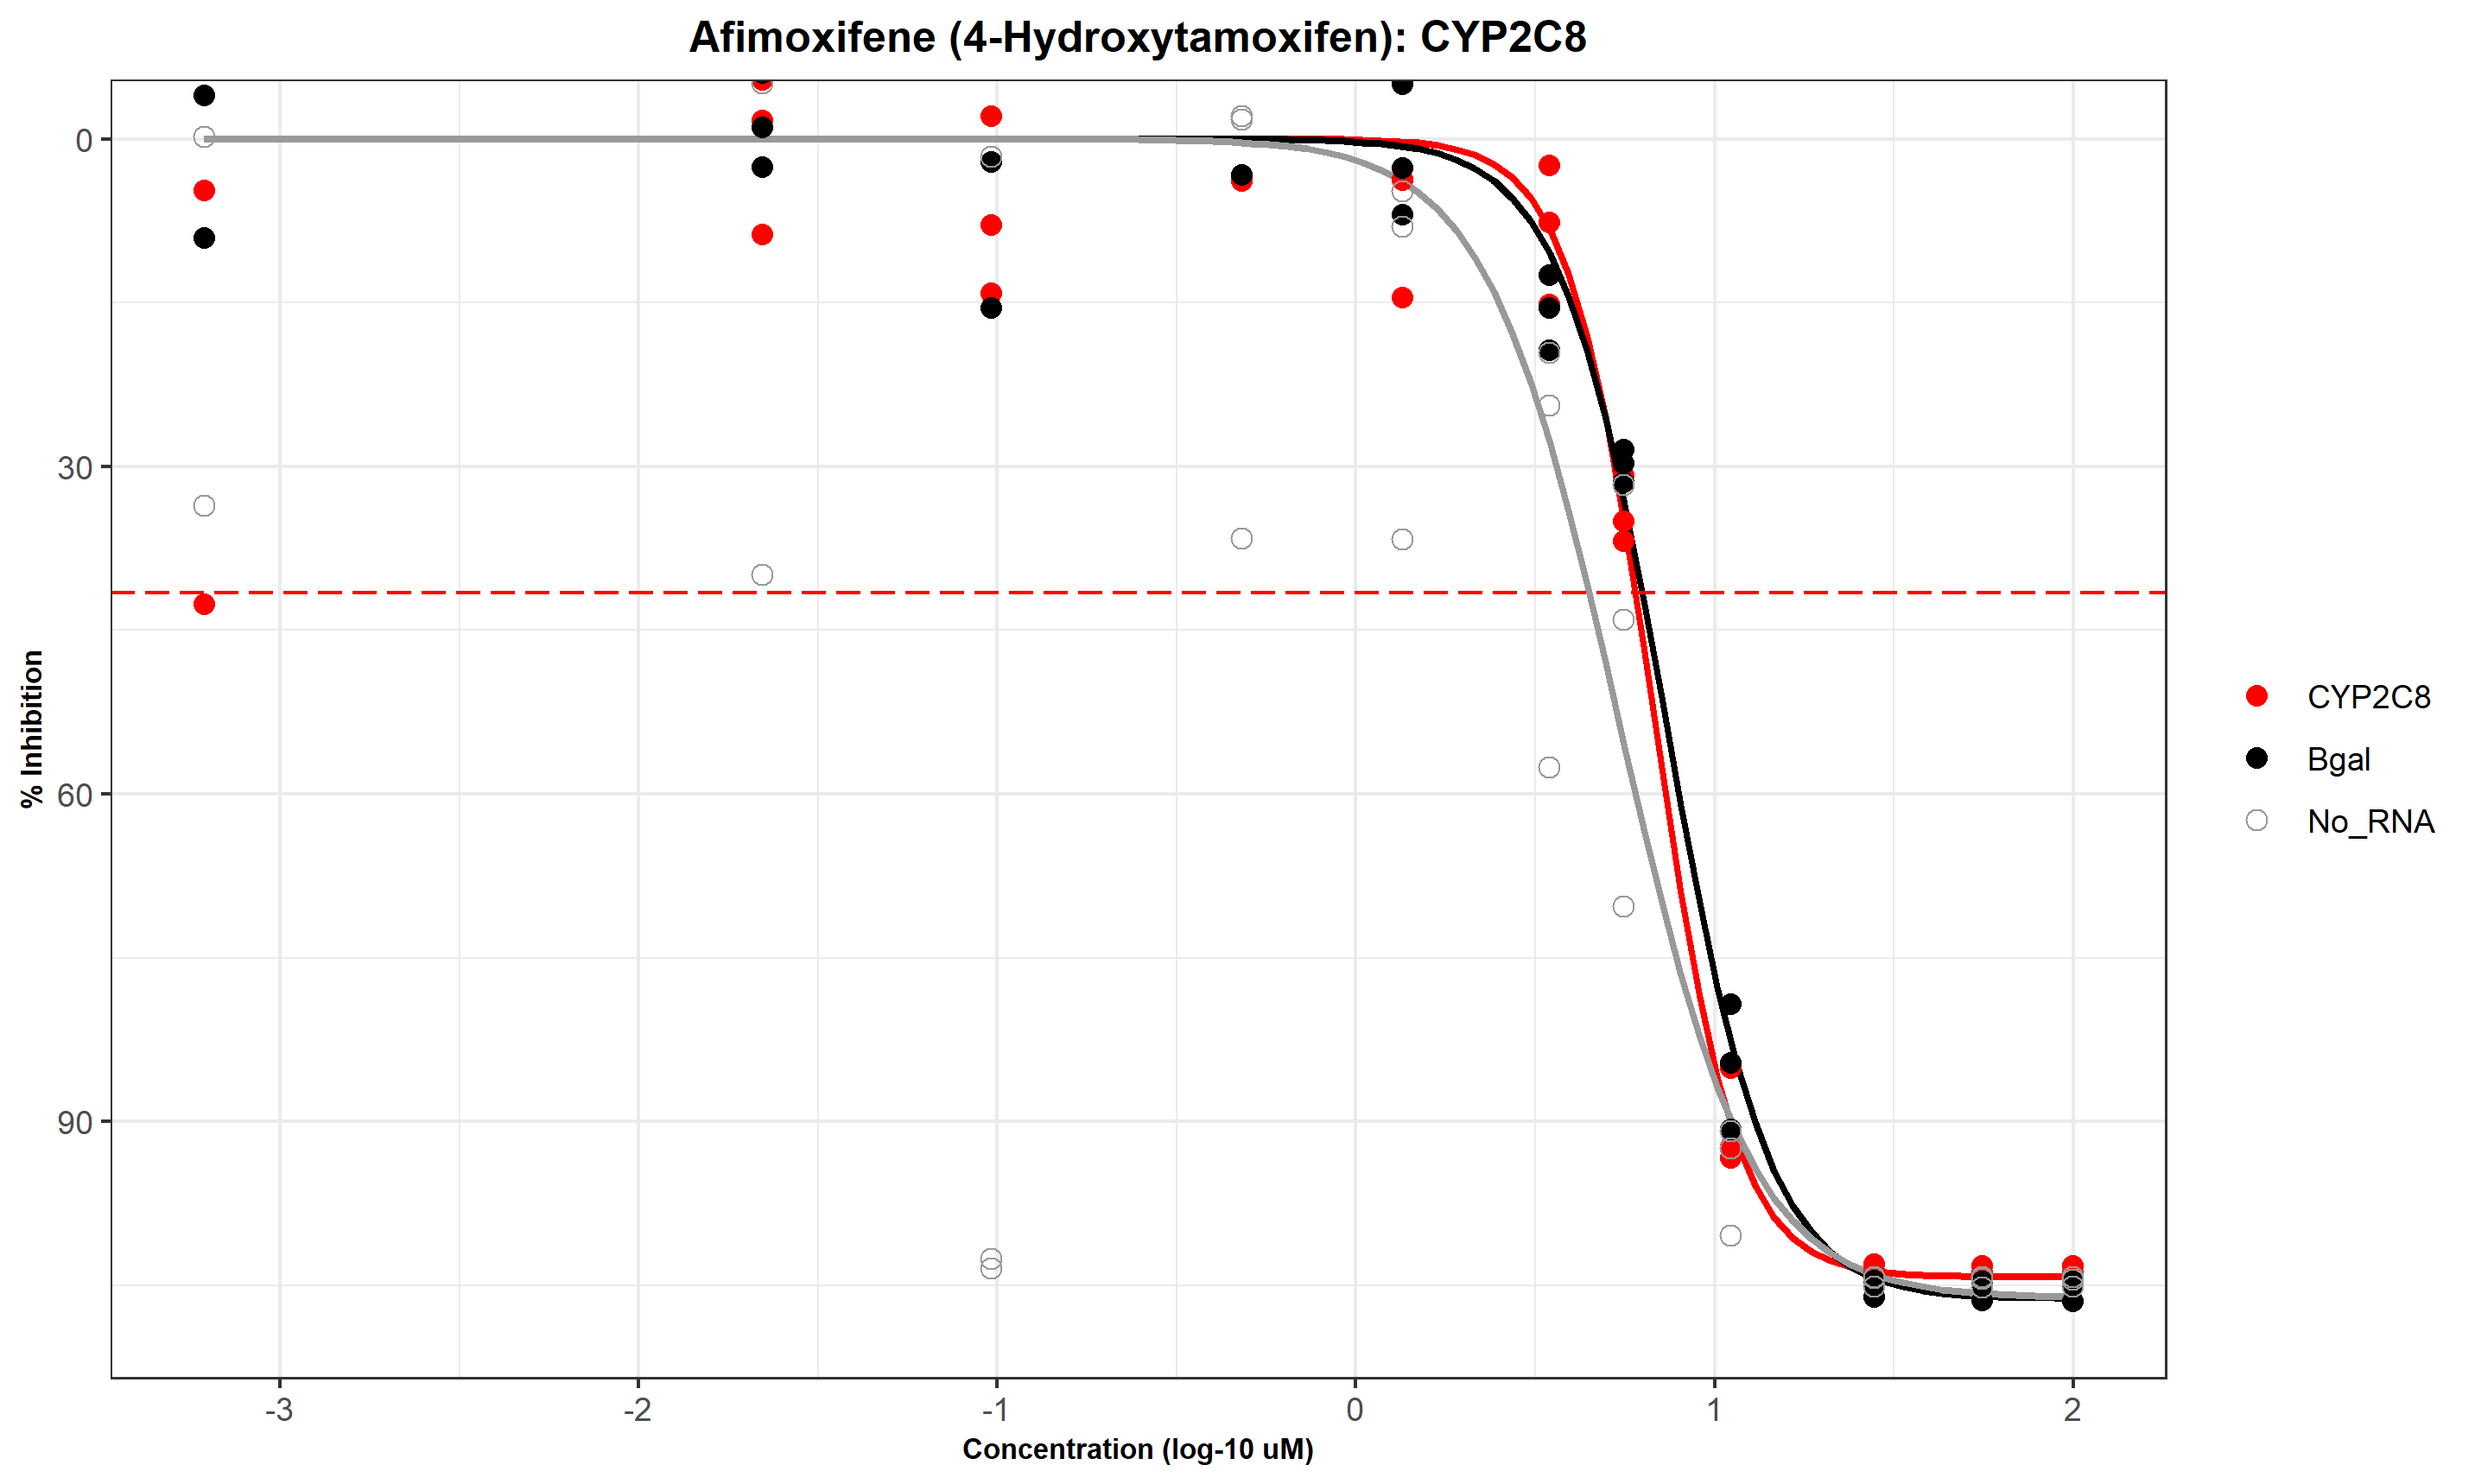 Afimoxifene (4-Hydroxytamoxifen): CYP2C8
% Inhibition
0
30
60
90
-3
-2
-1
0
1
2
Concentration (log-10 uM)
CYP2C8
Bgal
No_RNA